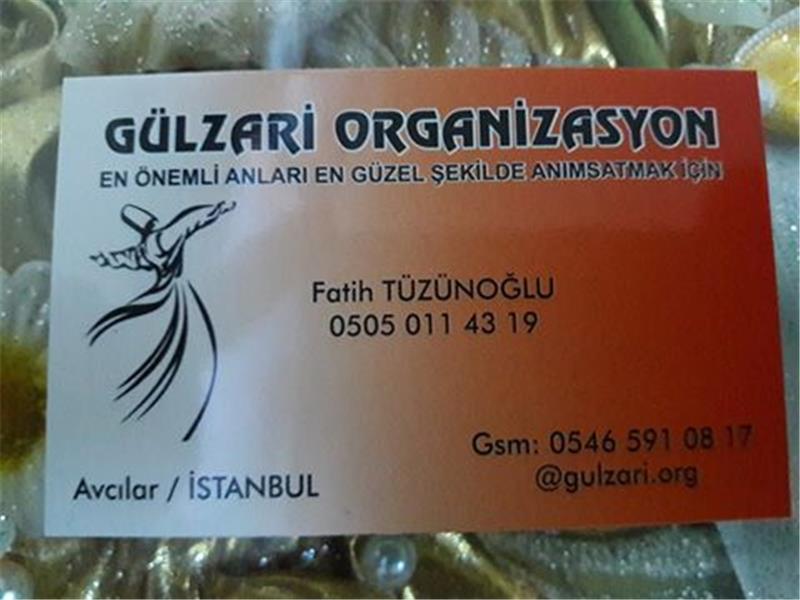 GÜLZARİ ORGANİZASYON
EN ÖNEMLİ ANLARI EN GÜZEL ŞEKİLDE ANIMSATMAK İÇİN
Fatih TÜZÜNOĞLU
0505 011 43 19
Gsm: 0546 591 08 17
@gulzari.org
Avcılar / İSTANBUL